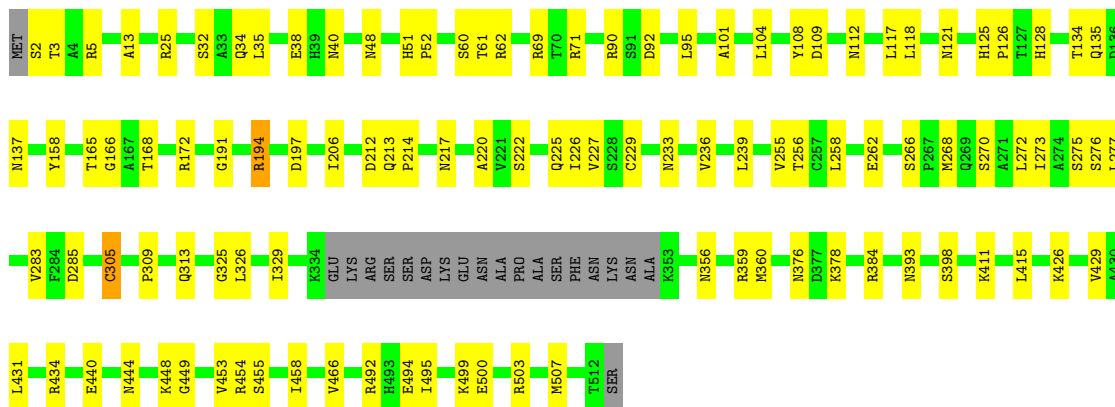 MET S2 T3 A4 R5 A13 R25 S32 A33 Q34 L35 E38 H39 N40 N48 H51 P52 S60 T61 R62 R69 T70 R71 R90 S91 D92 L95 A101 L104 Y108 D109 N112 L117 L118 N121 H125 P126 T127 H128 T134 Q135 D136
N137 Y158 T165 G166 A167 T168 R172 G191 R194 D197 I206 D212 Q213 P214 N217 A220 V221 S222 Q225 I226 V227 S228 C229 N233 V236 L239 V255 T256 C257 L258 E262 S266 P267 M268 Q269 S270 A271 L272 I273 A274 S275 S276
V283 F284 D285 C305 P309 Q313 G325 L326 I329 K334 GLU LYS ARG SER SER ASP LYS GLU ASN ALA PRO ALA SER PHE ASN LYS ASN ALA K353 N356 R359 M360 N376 D377 K378 R384 N393 S398 K411 L415 K426 V429 A430
L431 R434 E440 N444 K448 G449 V453 R454 S455 I458 V466 R492 H493 E494 I495 K499 E500 R503 M507 T512 SER